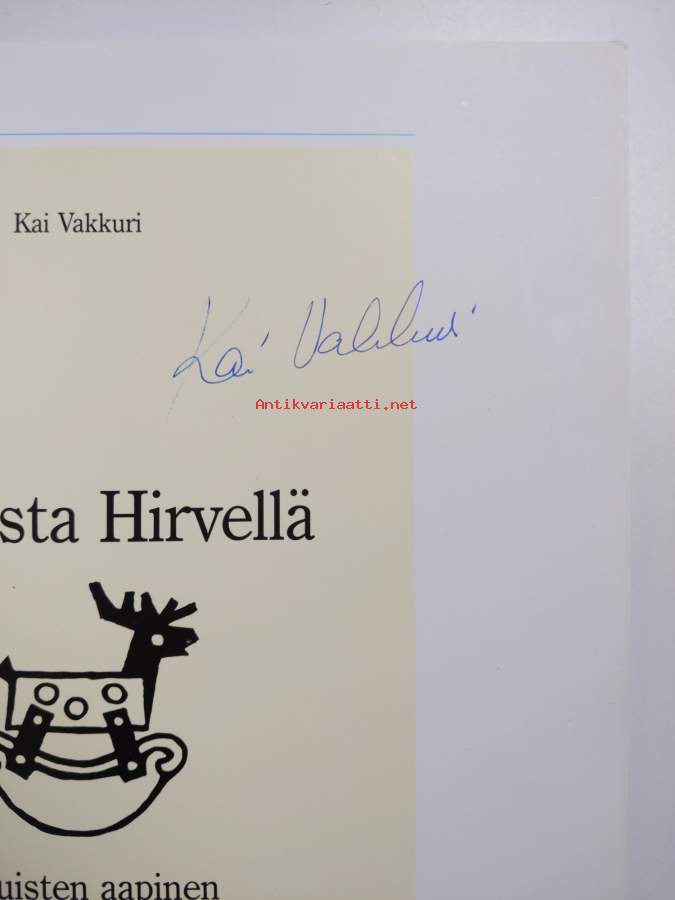 Kai Vakkuri
Kai Vakkuri
Antikvariaatti.net
sta Hirvellä
uisten aapinen